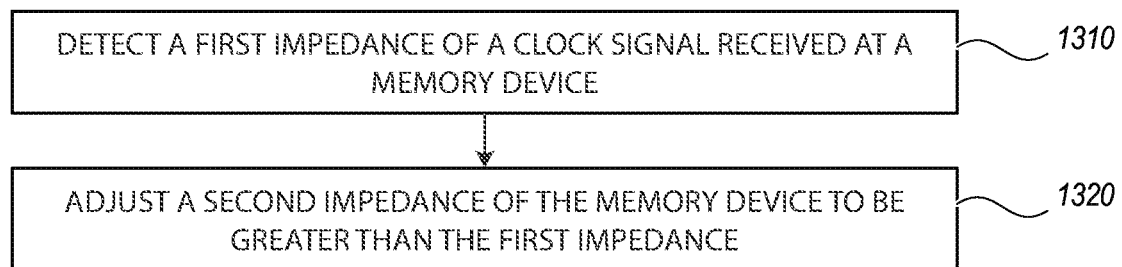 DETECT A FIRST IMPEDANCE OF A CLOCK SIGNAL RECEIVED AT A
MEMORY DEVICE
1310
ADJUST A SECOND IMPEDANCE OF THE MEMORY DEVICE TO BE
GREATER THAN THE FIRST IMPEDANCE
1320